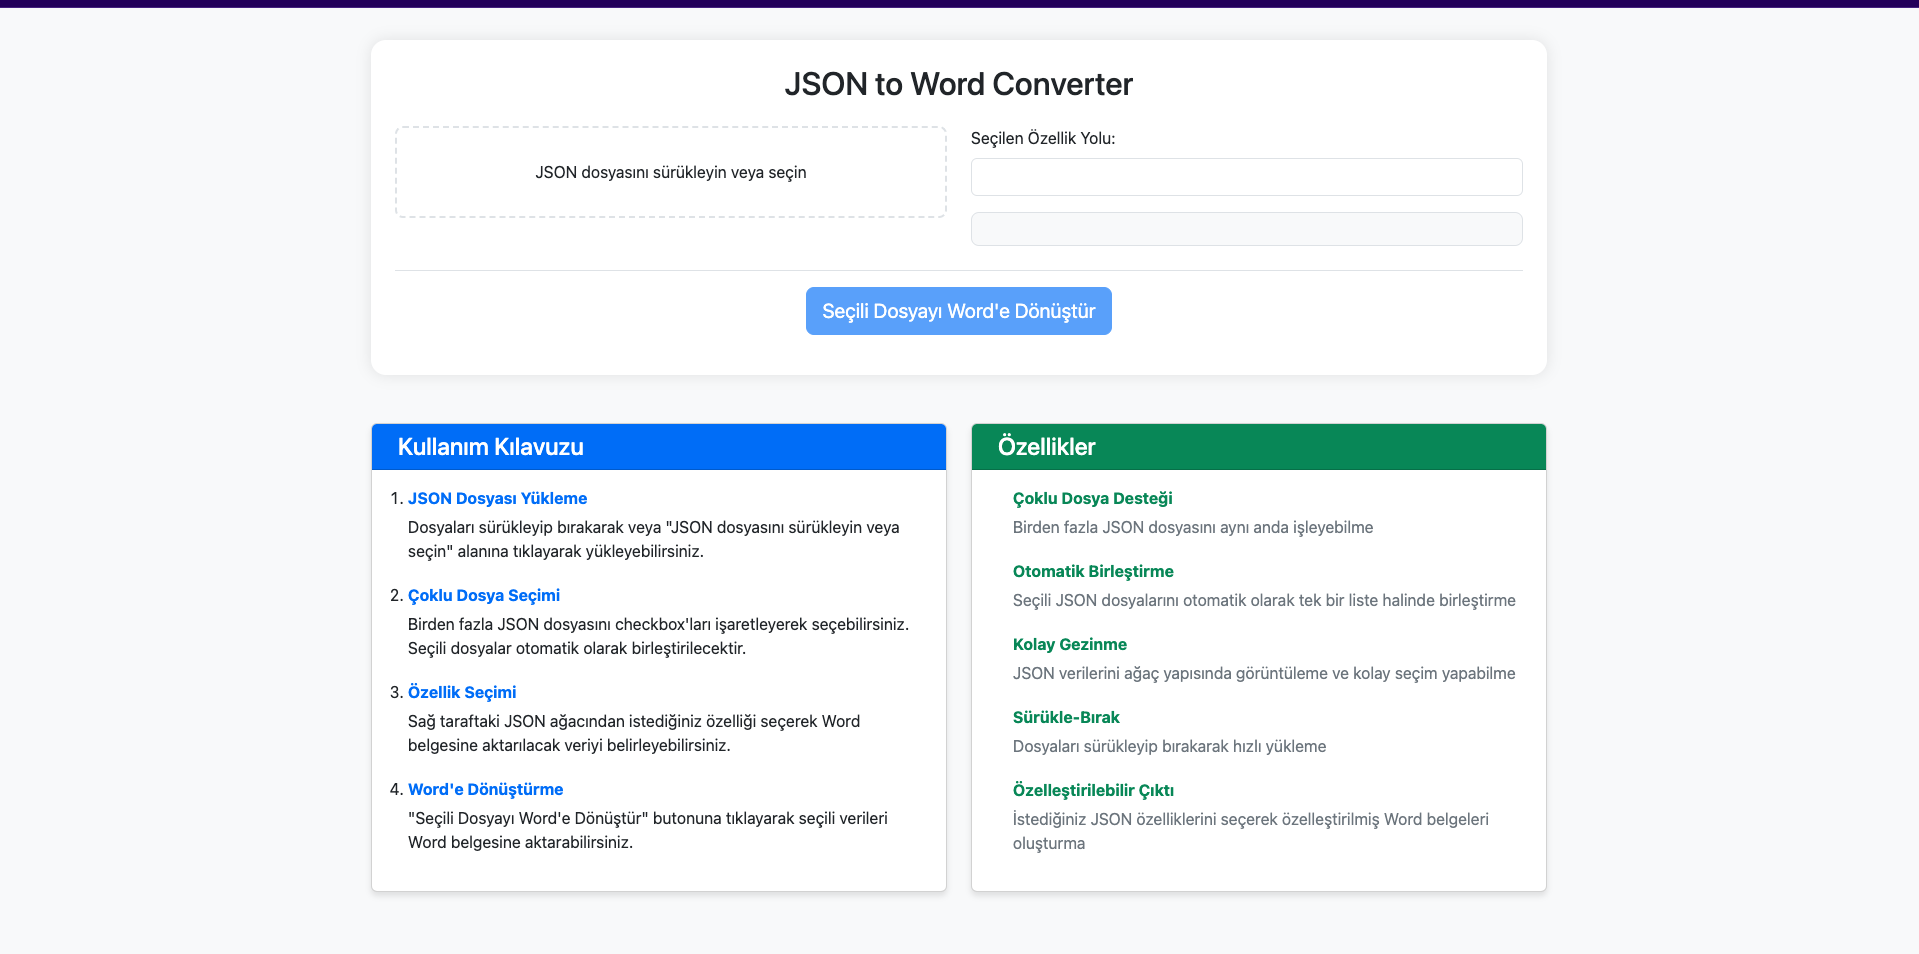 JSON to Word Converter
JSON dosyasını sürükleyin veya seçin
Seçilen Özellik Yolu:
Seçili Dosyayı Word'e Dönüştür
Kullanım Kılavuzu
1. JSON Dosyası Yükleme
Dosyaları sürükleyip bırakarak veya "JSON dosyasını sürükleyin veya
seçin" alanına tıklayarak yükleyebilirsiniz.
2. Çoklu Dosya Seçimi
Birden fazla JSON dosyasını checkbox'ları işaretleyerek seçebilirsiniz.
Seçili dosyalar otomatik olarak birleştirilecektir.
3. Özellik Seçimi
Sağ taraftaki JSON ağacından istediğiniz özelliği seçerek Word
belgesine aktarılacak veriyi belirleyebilirsiniz.
4. Word'e Dönüştürme
"Seçili Dosyayı Word'e Dönüştür" butonuna tıklayarak seçili verileri
Word belgesine aktarabilirsiniz.
Özellikler
Çoklu Dosya Desteği
Birden fazla JSON dosyasını aynı anda işleyebilme
Otomatik Birleştirme
Seçili JSON dosyalarını otomatik olarak tek bir liste halinde birleştirme
Kolay Gezinme
JSON verilerini ağaç yapısında görüntüleme ve kolay seçim yapabilme
Sürükle-Bırak
Dosyaları sürükleyip bırakarak hızlı yükleme
Özelleştirilebilir Çıktı
İstediğiniz JSON özelliklerini seçerek özelleştirilmiş Word belgeleri
oluşturma